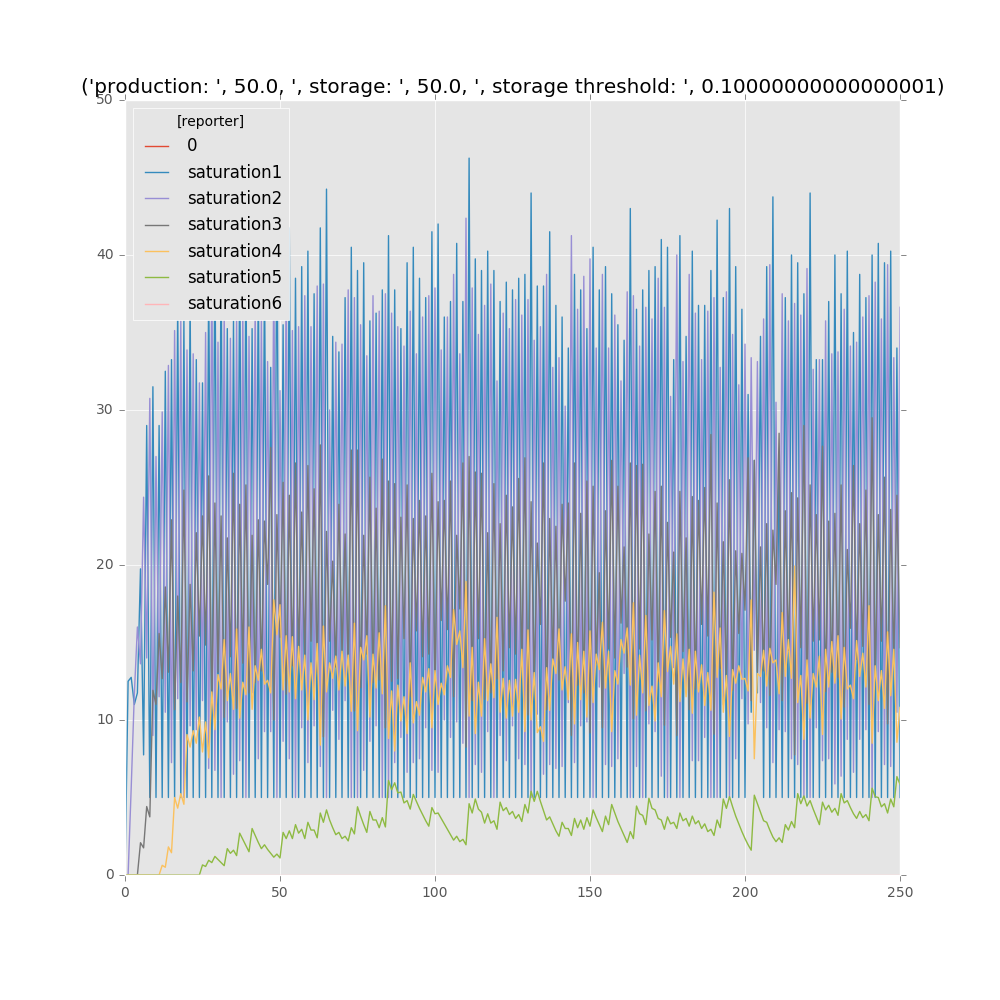 ('production: ', 50.0, ', storage: ', 50.0, ', storage threshold: ', 0.10000000000000001)
50
[reporter]
0
saturation1
saturation2
saturation3
saturation4
saturation5
saturation6
40
30
20
10
0
0 50 100 150 200 250